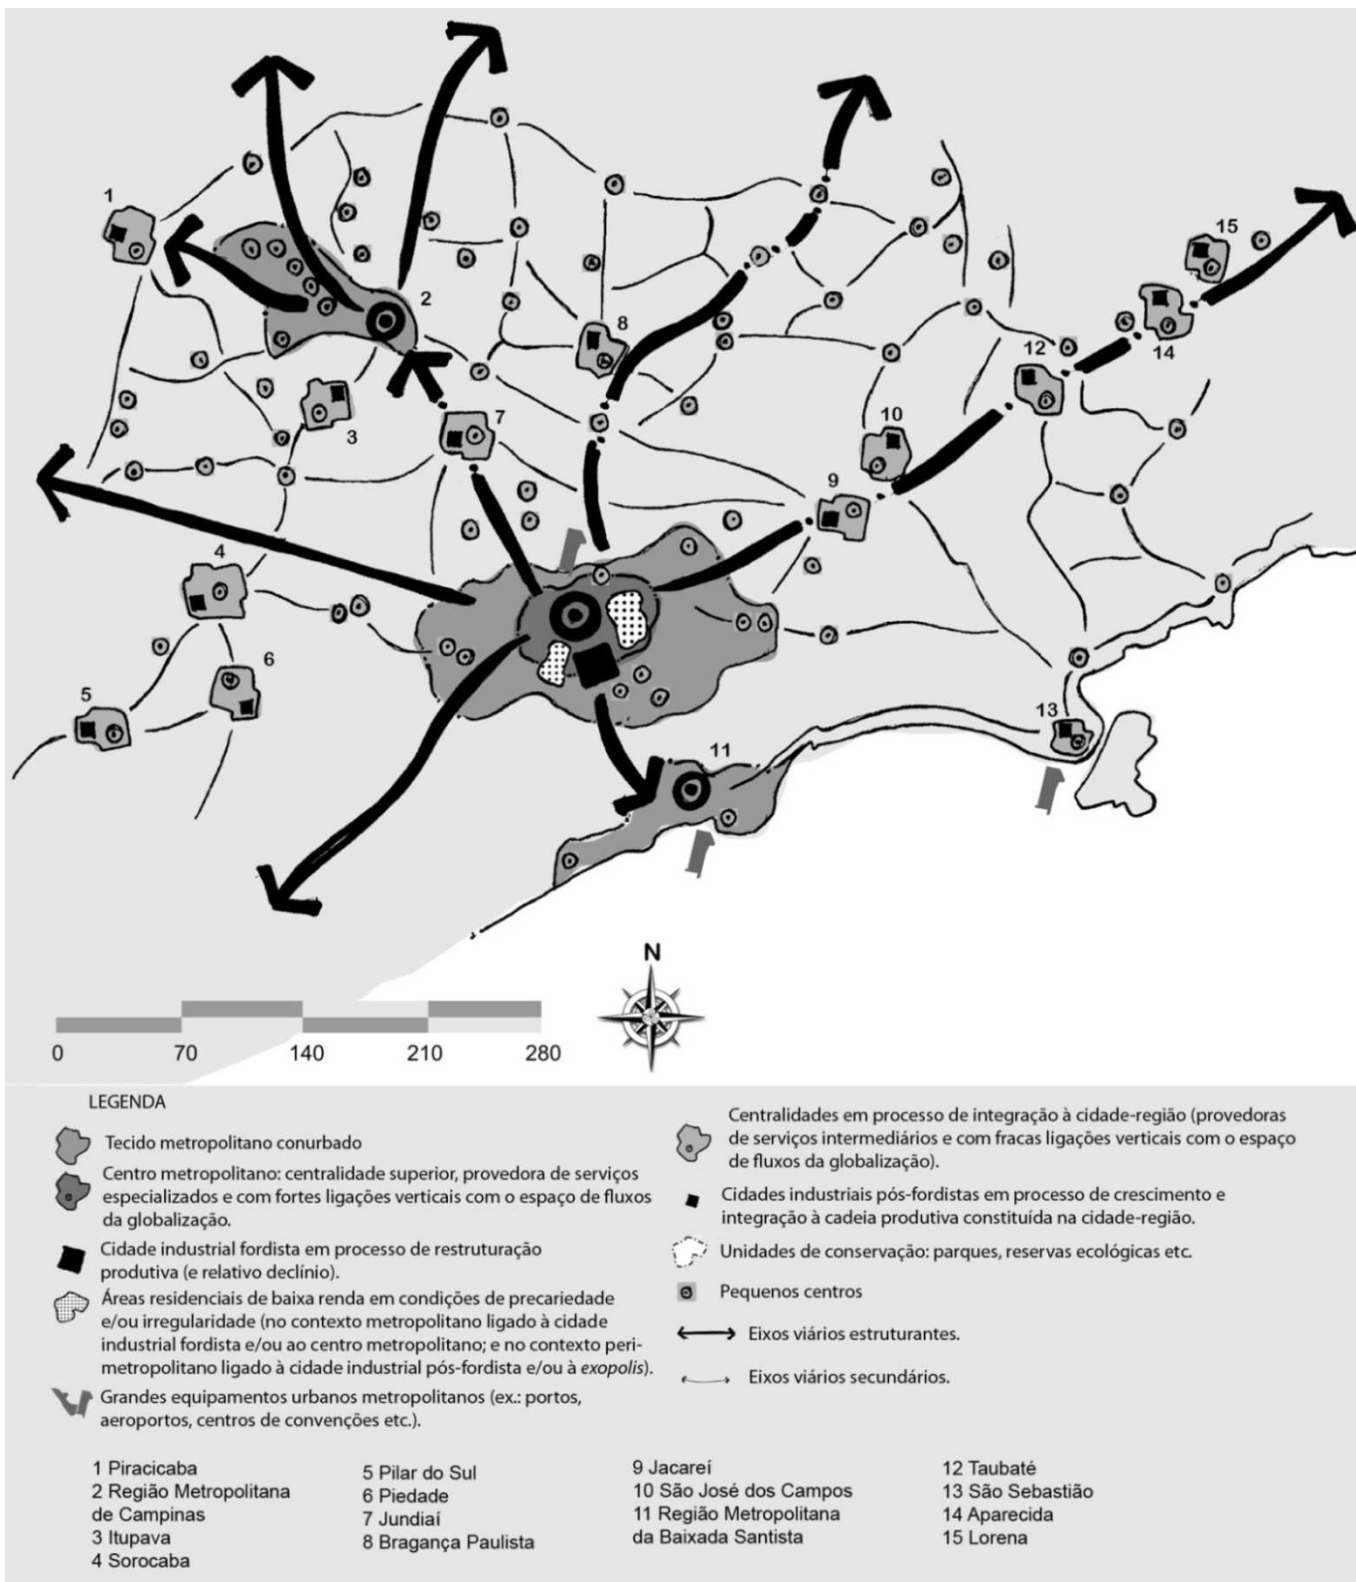 1
2
8
7
3
15
14
12
10
9
4
6
5
13
11
N
0 70 140 210 280
LEGENDA
Tecido metropolitano conurbado
Centro metropolitano: centralidade superior, provedora de serviços
especializados e com fortes ligações verticais com o espaço de fluxos
da globalização.
Cidade industrial fordista em processo de restruturação
produtiva (e relativo declínio).
Áreas residenciais de baixa renda em condições de precariedade
e/ou irregularidade (no contexto metropolitano ligado à cidade
industrial fordista e/ou ao centro metropolitano; e no contexto peri-
metropolitano ligado à cidade industrial pós-fordista e/ou à exopolis).
Grandes equipamentos urbanos metropolitanos (ex.: portos,
aeroportos, centros de convenções etc.).
Centralidades em processo de integração à cidade-região (provedoras
de serviços intermediários e com fracas ligações verticais com o espaço
de fluxos da globalização).
Cidades industriais pós-fordistas em processo de crescimento e
integração à cadeia produtiva constituída na cidade-região.
Unidades de conservação: parques, reservas ecológicas etc.
Pequenos centros
Eixos viários estruturantes.
Eixos viários secundários.
1 Piracicaba
2 Região Metropolitana
de Campinas
3 Itupava
4 Sorocaba
5 Pilar do Sul
6 Piedade
7 Jundiaí
8 Bragança Paulista
9 Jacareí
10 São José dos Campos
11 Região Metropolitana
da Baixada Santista
12 Taubaté
13 São Sebastião
14 Aparecida
15 Lorena